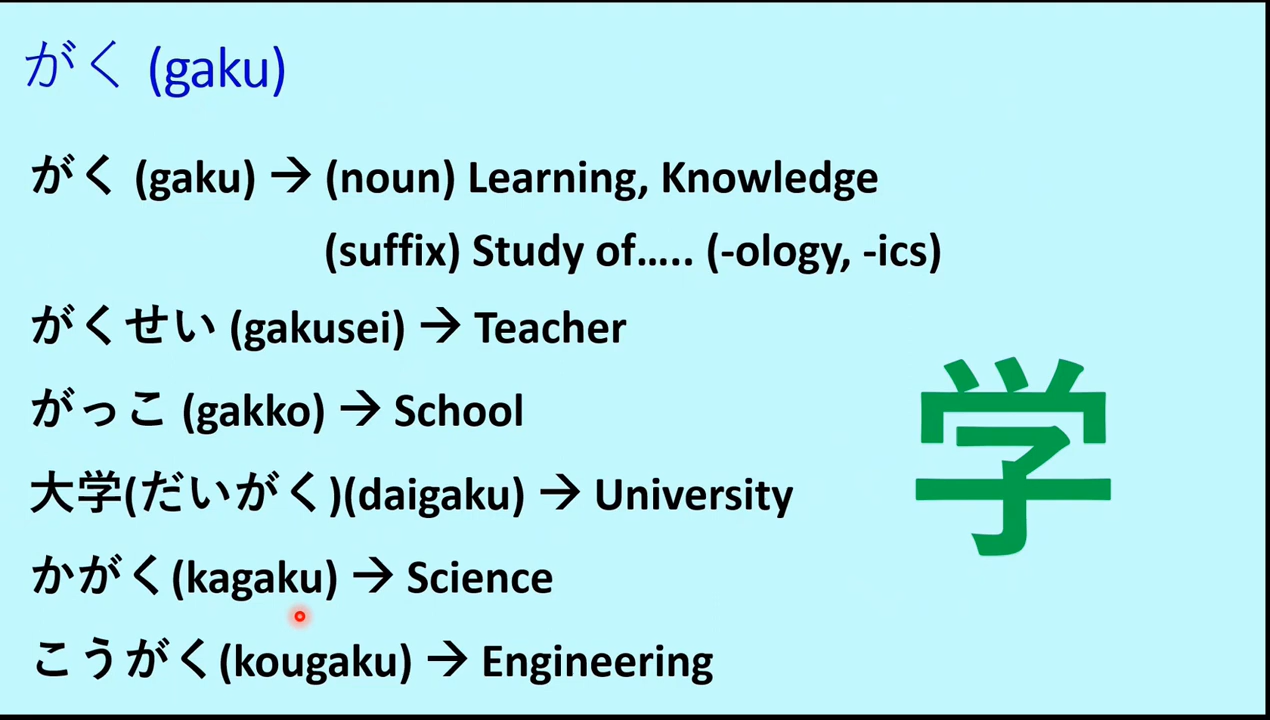 がく (gaku)
がく (gaku) → (noun) Learning, Knowledge
(suffix) Study of….. (-ology, -ics)
がくせい (gakusei) → Teacher
がっこ (gakko) → School
大学(だいがく)(daigaku) → University
かがく(kagaku) → Science
こうがく(kougaku) → Engineering
学